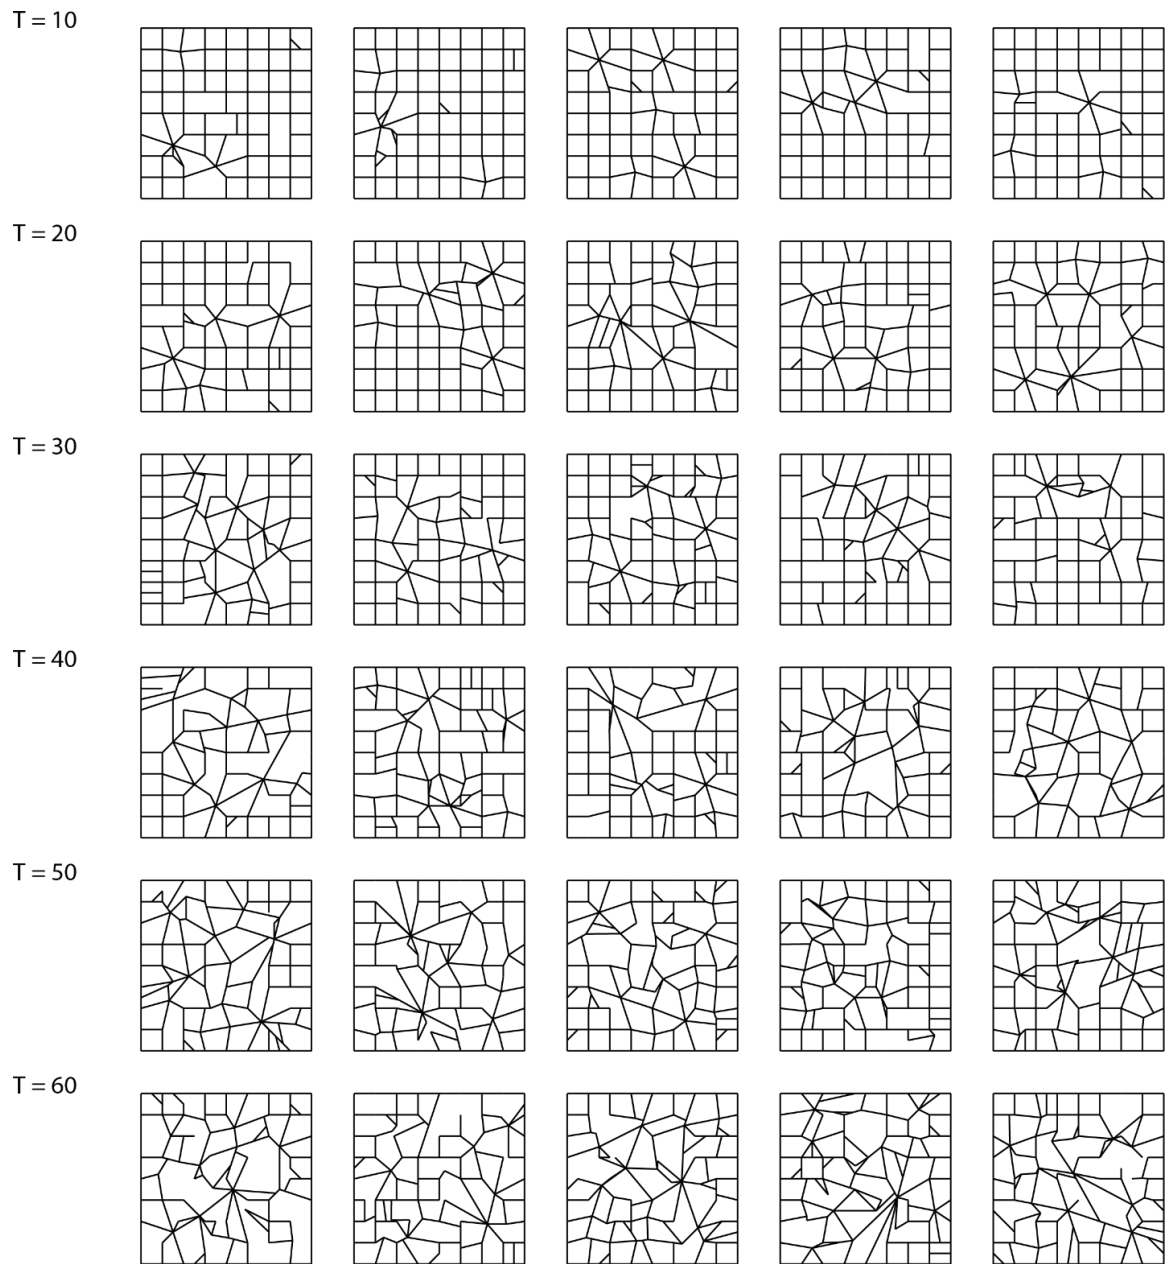 T = 10
T = 20
T = 30
T = 40
T = 50
T = 60